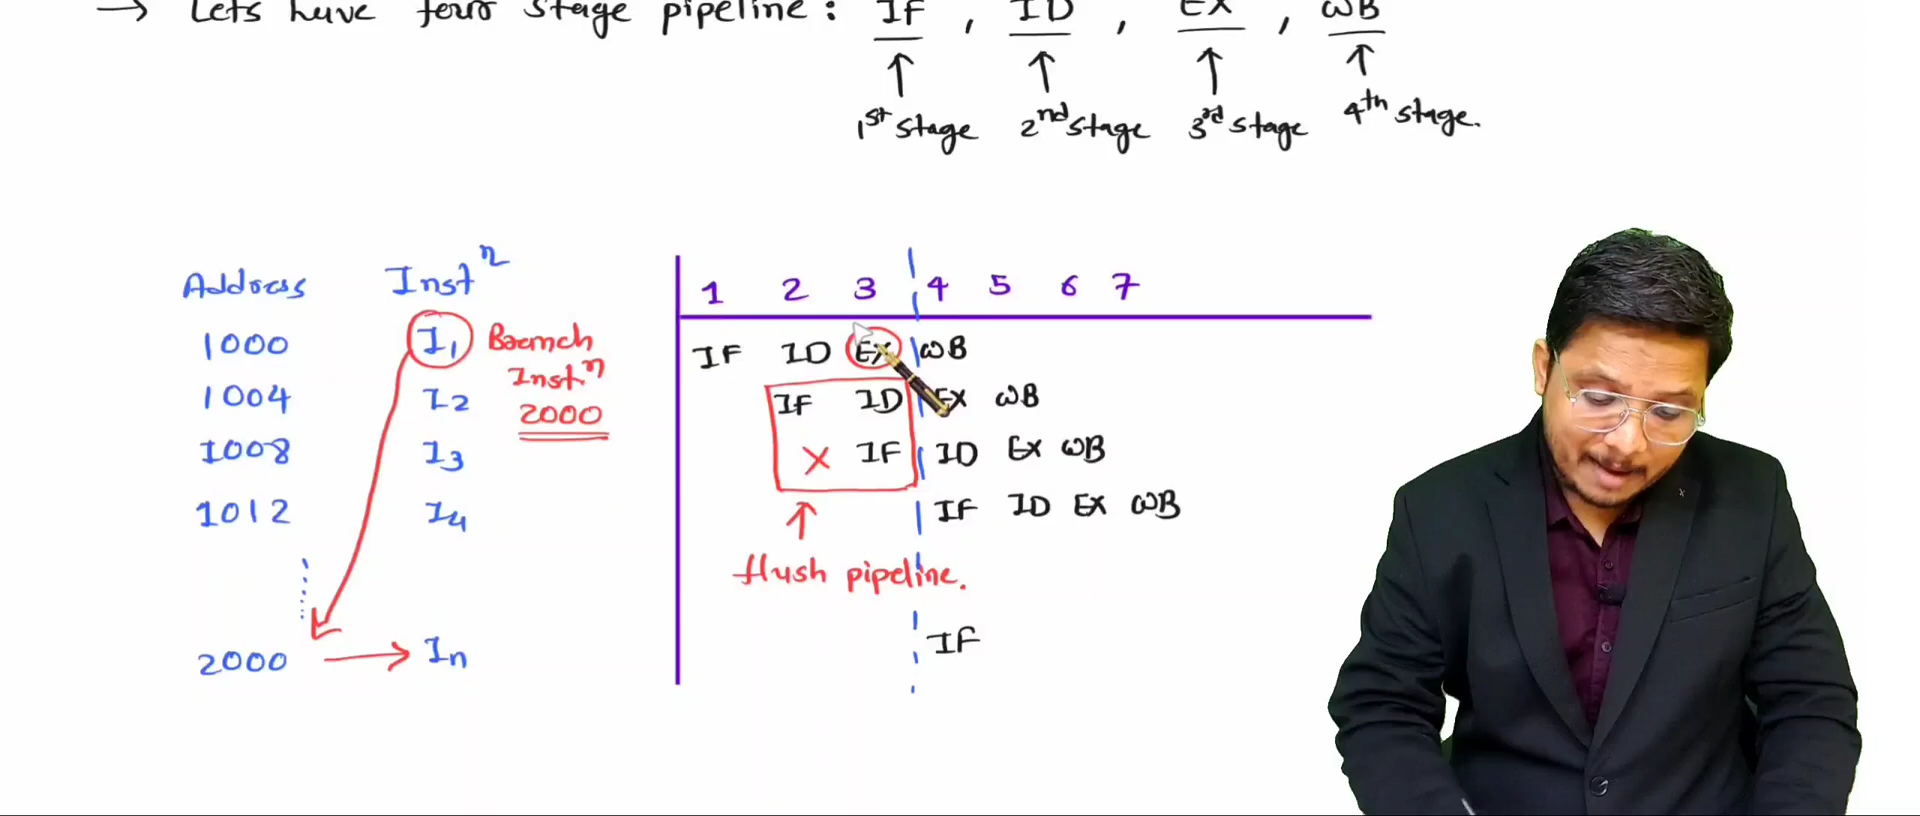 → Lets have four stage pipeline: IF, ID, EX, WB
↑ ↑ ↑ ↑
1st stage 2nd stage 3rd stage 4th stage.
Address Instⁿ 1 2 3 4 5 6 7
1000 I1 Branch IF ID EX WB
Instⁿ
1004 I2 2000 IF ID EX WB
1008 I3 X IF ID EX WB
1012 I4 ↑ IF ID EX WB
flush pipeline.
2000 → In IF